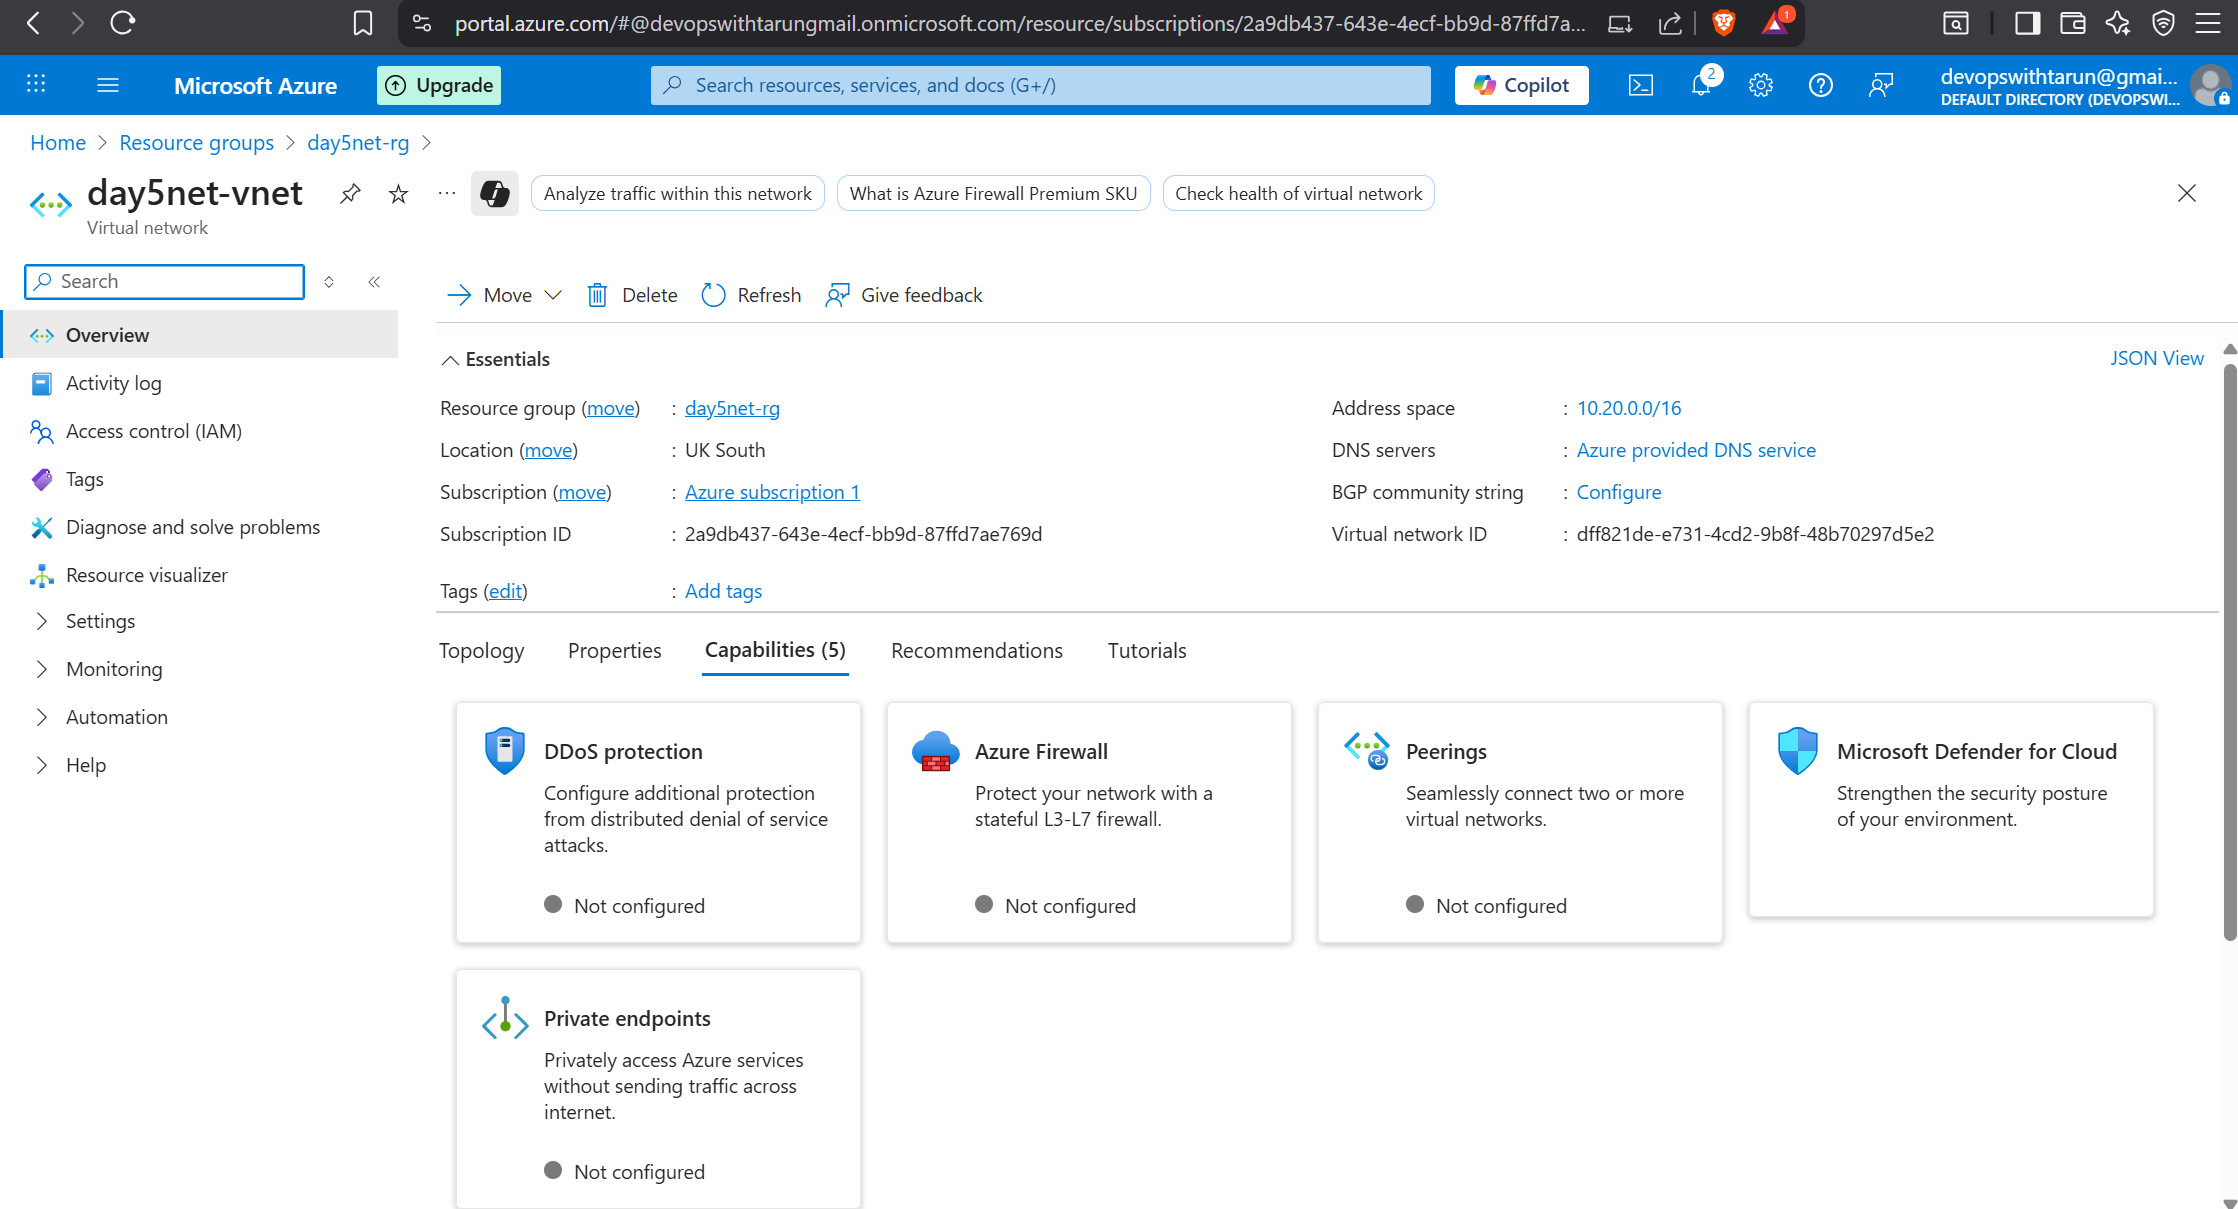 portal.azure.com/#@devopswithtarungmail.onmicrosoft.com/resource/subscriptions/2a9db437-643e-4ecf-bb9d-87ffd7a...
1
Microsoft Azure
Upgrade
Search resources, services, and docs (G+/)
Copilot
2
devopswithtarun@gmai...
DEFAULT DIRECTORY (DEVOPSWI...
Home > Resource groups > day5net-rg >
day5net-vnet
Virtual network
...
Analyze traffic within this network
What is Azure Firewall Premium SKU
Check health of virtual network
Search
Overview
Activity log
Access control (IAM)
Tags
Diagnose and solve problems
Resource visualizer
Settings
Monitoring
Automation
Help
Move
Delete
Refresh
Give feedback
Essentials
JSON View
Resource group (move) : day5net-rg
Location (move) : UK South
Subscription (move) : Azure subscription 1
Subscription ID : 2a9db437-643e-4ecf-bb9d-87ffd7ae769d
Address space : 10.20.0.0/16
DNS servers : Azure provided DNS service
BGP community string : Configure
Virtual network ID : dff821de-e731-4cd2-9b8f-48b70297d5e2
Tags (edit) : Add tags
Topology
Properties
Capabilities (5)
Recommendations
Tutorials
DDoS protection
Configure additional protection
from distributed denial of service
attacks.
Not configured
Azure Firewall
Protect your network with a
stateful L3-L7 firewall.
Not configured
Peerings
Seamlessly connect two or more
virtual networks.
Not configured
Microsoft Defender for Cloud
Strengthen the security posture
of your environment.
Private endpoints
Privately access Azure services
without sending traffic across
internet.
Not configured